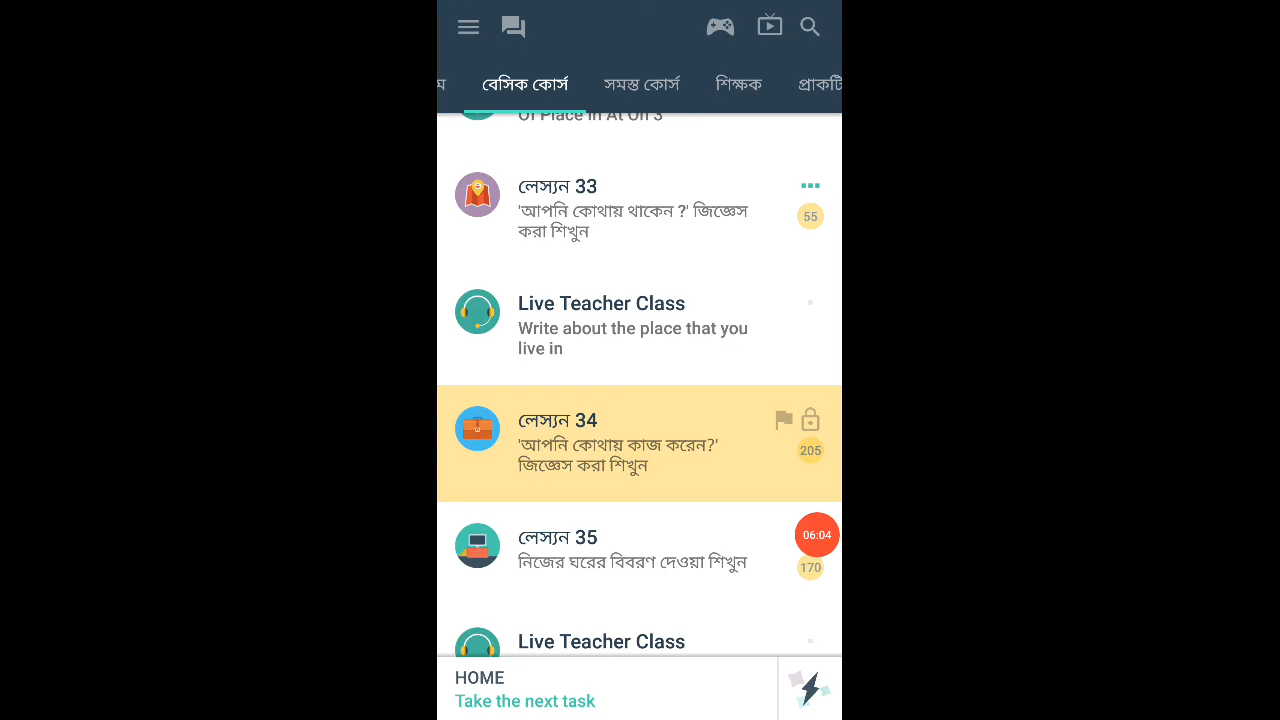 বেসিক কোর্স সমস্ত কোর্স শিক্ষক প্রাকটি
Of Place In At On 3
লেস্যন 33
55
'আপনি কোথায় থাকেন ?' জিজ্ঞেস
করা শিখুন
Live Teacher Class
Write about the place that you
live in
লেস্যন 34
'আপনি কোথায় কাজ করেন?'
205
জিজ্ঞেস করা শিখুন
লেস্যন 35
06:04
নিজের ঘরের বিবরণ দেওয়া শিখুন
170
Live Teacher Class
HOME
Take the next task